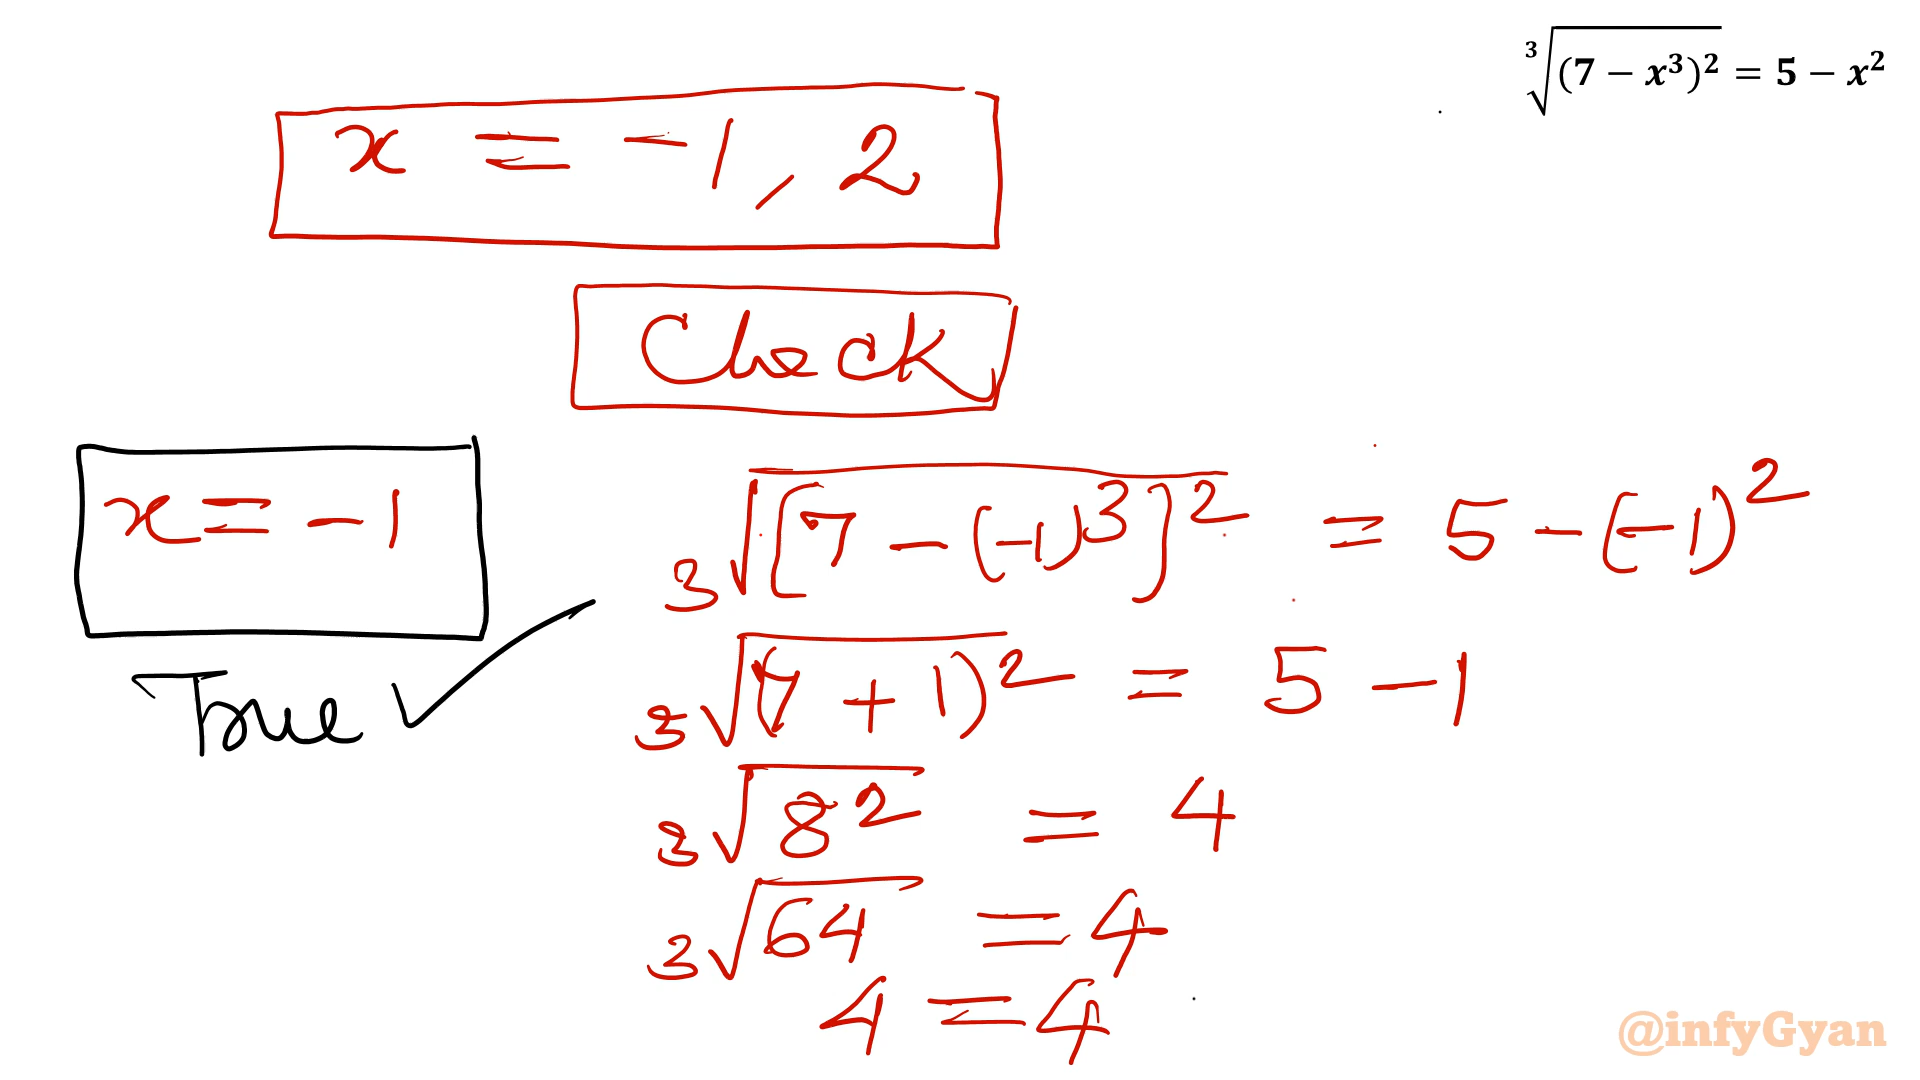 ∛((7 − x³)²) = 5 − x²
x = −1, 2
Check
x = −1
∛([7 − (−1)³]²) = 5 − (−1)²
True ✓
∛((7 + 1)²) = 5 − 1
∛(8²) = 4
∛64 = 4
4 = 4
@infyGyan